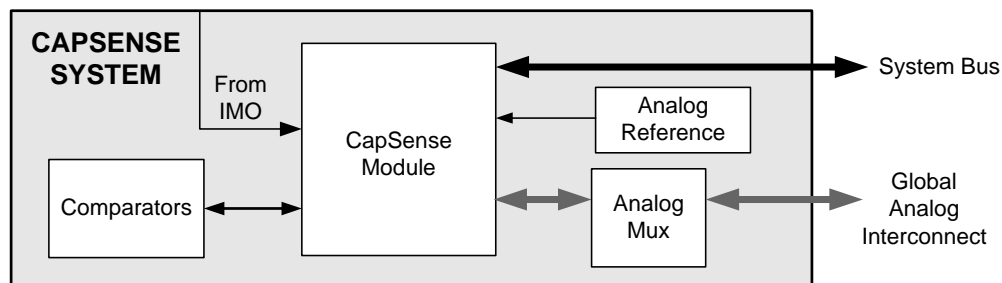 CAPSENSE
SYSTEM
From
IMO
CapSense
Module
Comparators
Analog
Reference
Analog
Mux
System Bus
Global
Analog
Interconnect